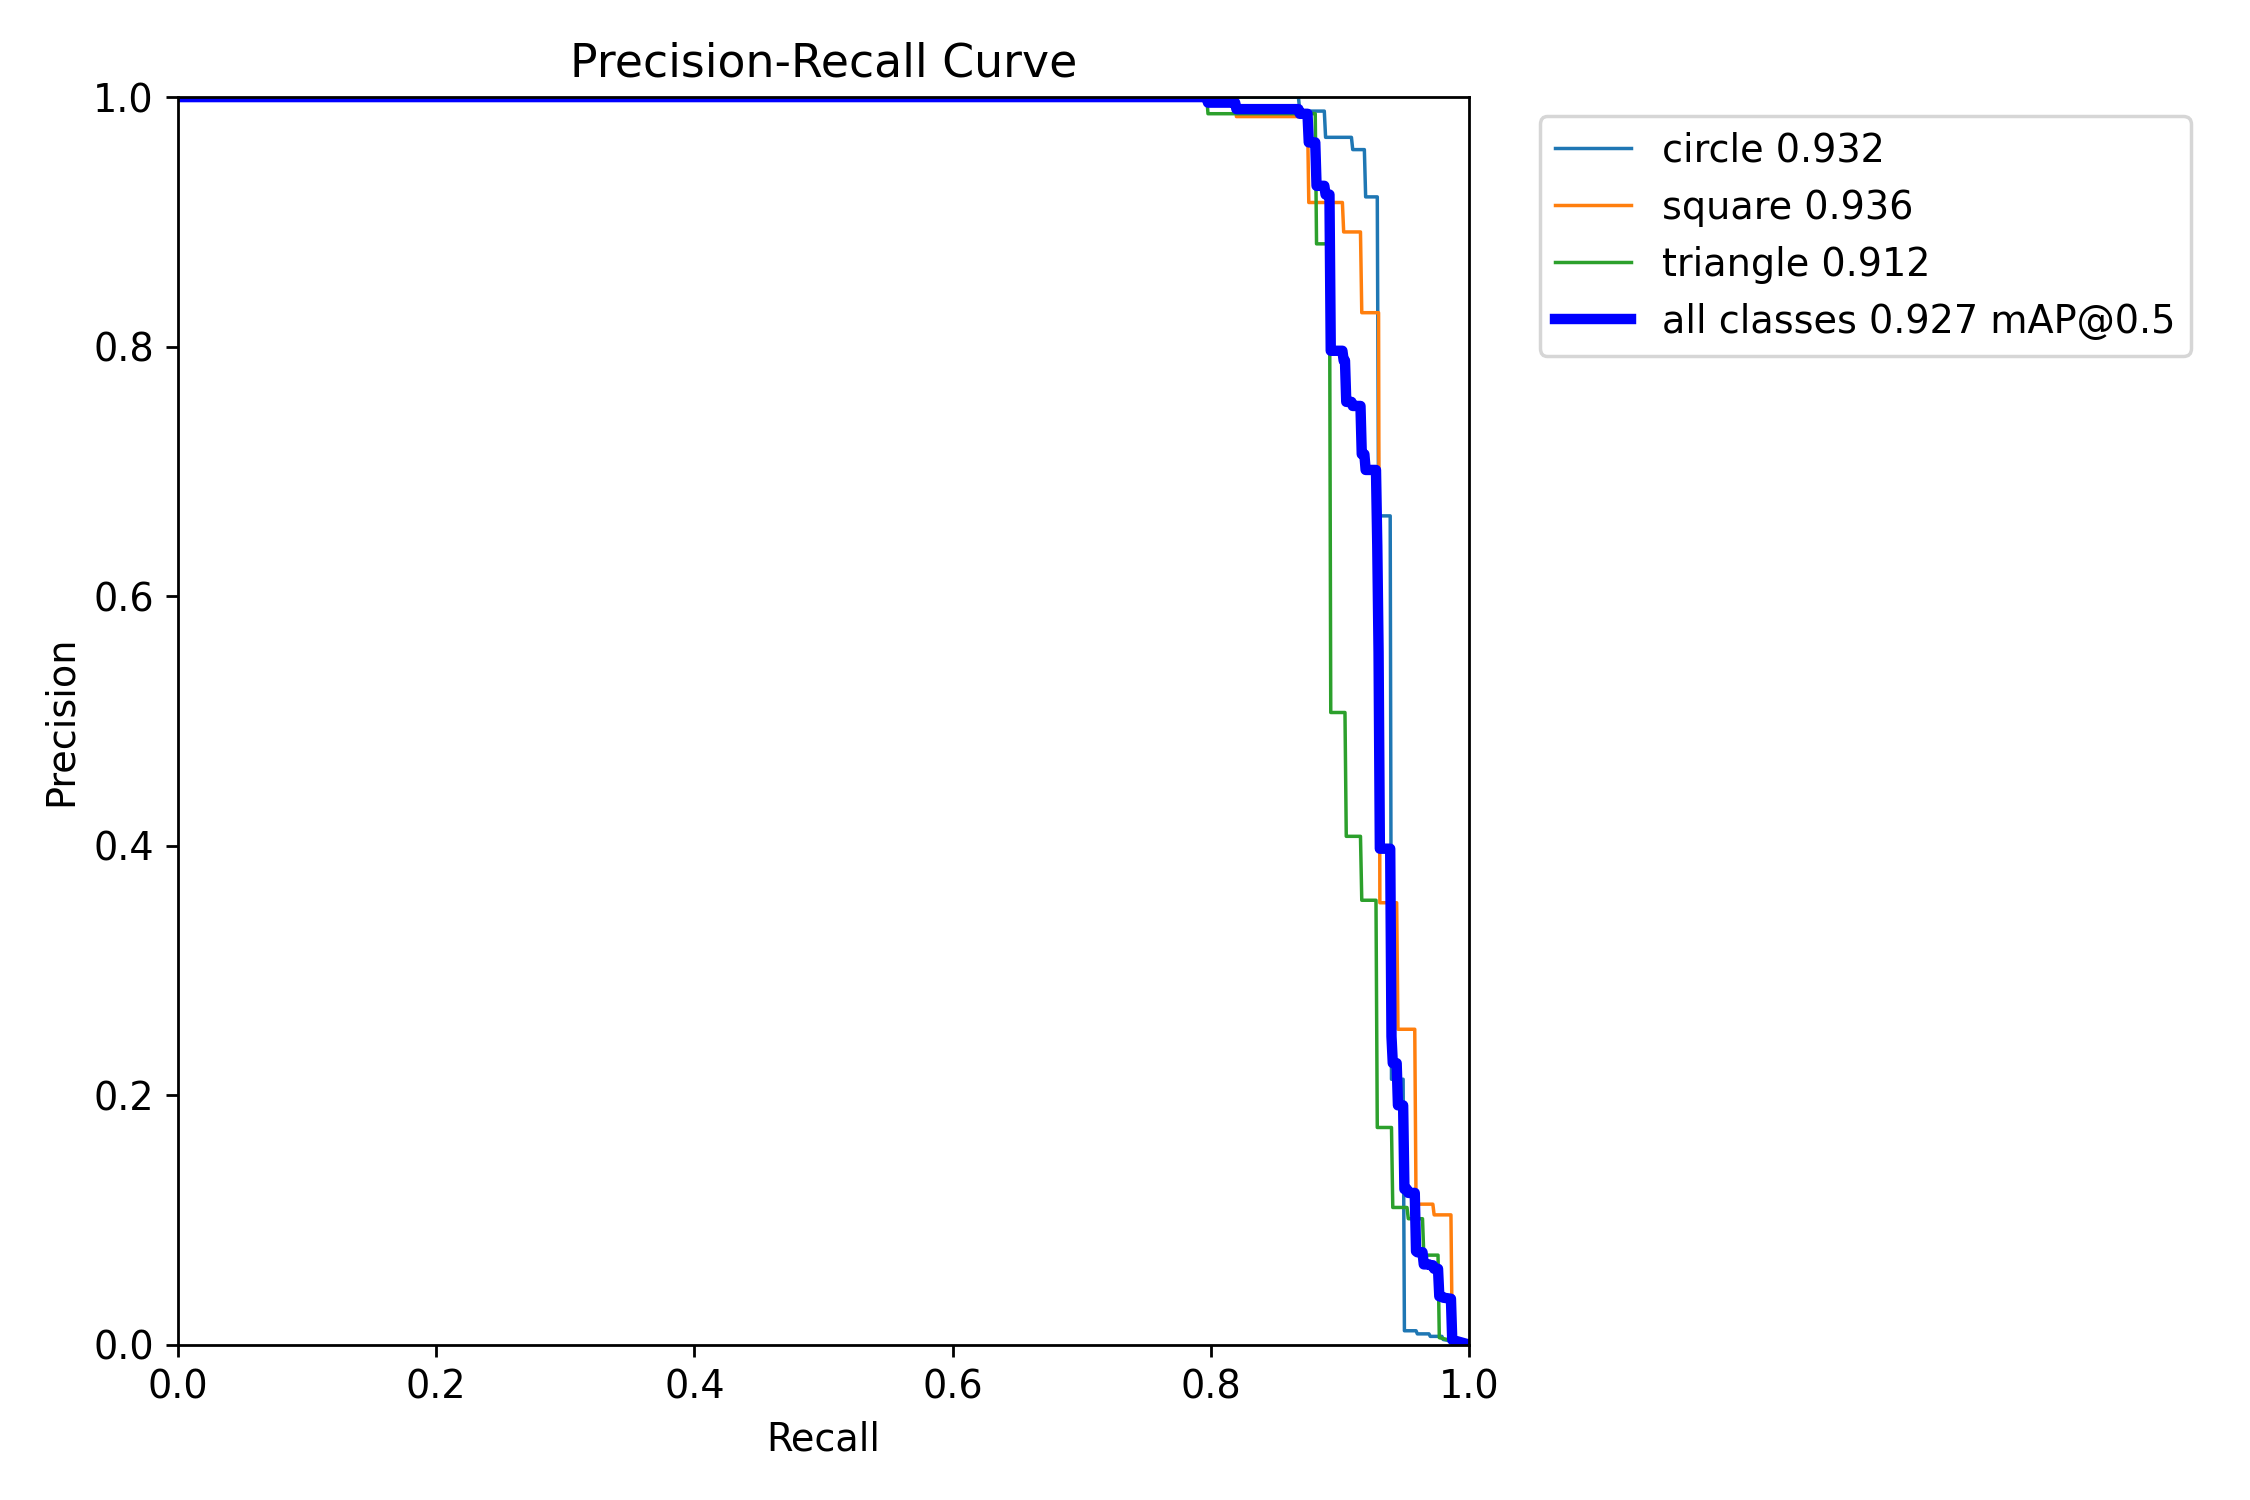 Precision-Recall Curve
1.0
0.8
0.6
0.4
0.2
0.0
Precision
0.0 0.2 0.4 0.6 0.8 1.0
Recall
circle 0.932
square 0.936
triangle 0.912
all classes 0.927 mAP@0.5